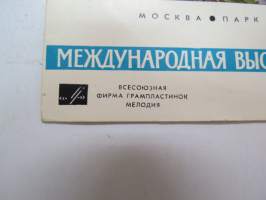 МОСКВА • ПАРК
МЕЖДУНАРОДНАЯ ВЫС
ВСЕСОЮЗНАЯ
ФИРМА ГРАМПЛАСТИНОК
МЕЛОДИЯ